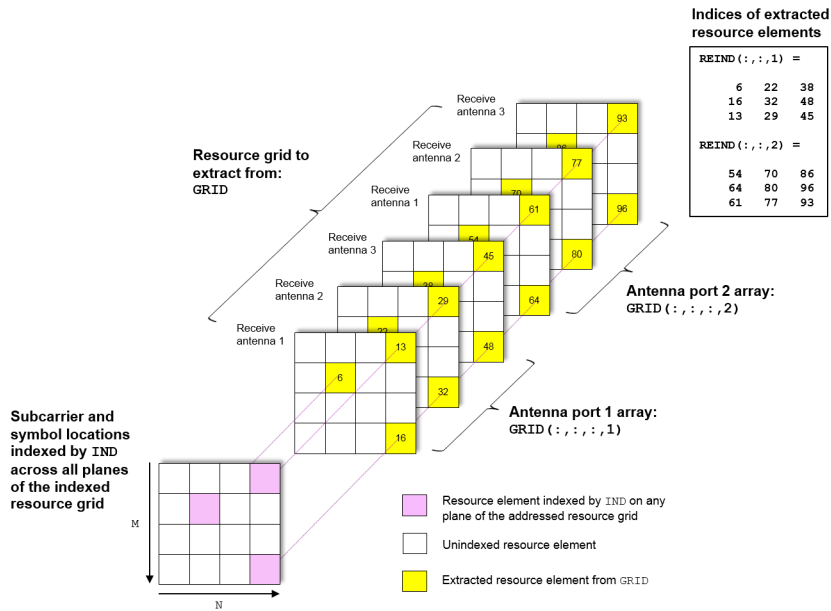 Indices of extracted
resource elements
REIND(:,:,1) =
6 22 38
16 32 48
13 29 45
REIND(:,:,2) =
54 70 86
64 80 96
61 77 93
Resource grid to
extract from:
GRID
Receive
antenna 3
93
86
96
Receive
antenna 2
77
70
80
Receive
antenna 1
61
54
64
Receive
antenna 3
45
38
48
Receive
antenna 2
29
22
32
Receive
antenna 1
13
6
16
Antenna port 2 array:
GRID(:,:,:,2)
Antenna port 1 array:
GRID(:,:,:,1)
Subcarrier and
symbol locations
indexed by IND
across all planes
of the indexed
resource grid
M
N
Resource element indexed by IND on any
plane of the addressed resource grid
Unindexed resource element
Extracted resource element from GRID